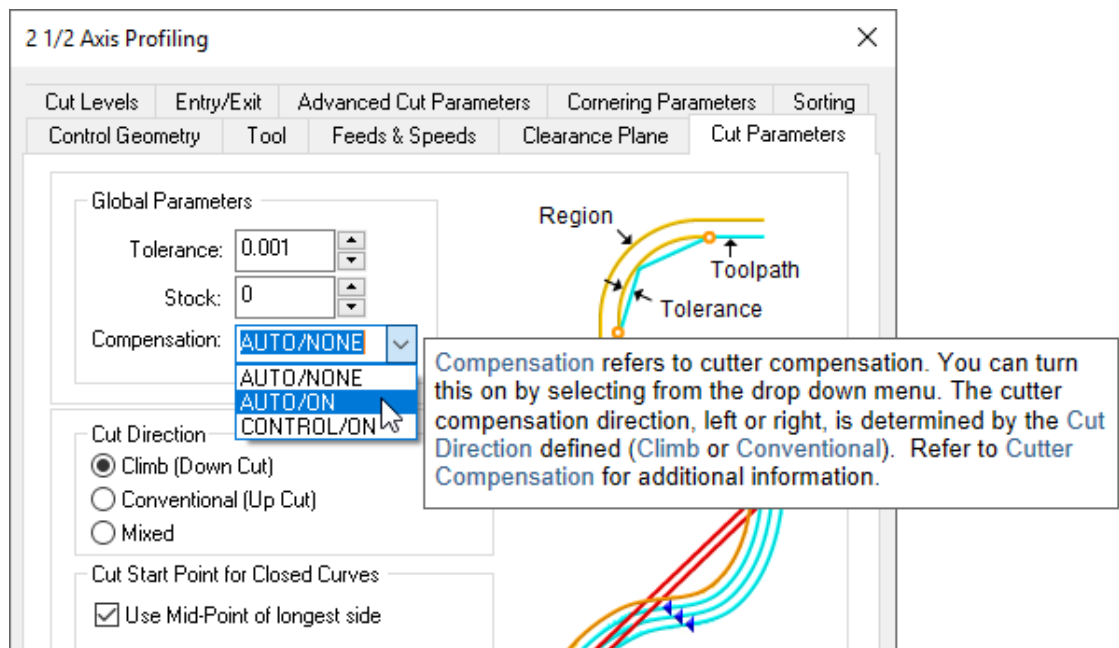 2 1/2 Axis Profiling
Cut Levels Entry/Exit Advanced Cut Parameters Cornering Parameters Sorting
Control Geometry Tool Feeds & Speeds Clearance Plane Cut Parameters
Global Parameters
Tolerance: 0.001
Stock: 0
Compensation: AUTO/NONE
AUTO/NONE
AUTO/ON
CONTROL/ON
Region
Toolpath
Tolerance
Compensation refers to cutter compensation. You can turn
this on by selecting from the drop down menu. The cutter
compensation direction, left or right, is determined by the Cut
Direction defined (Climb or Conventional). Refer to Cutter
Compensation for additional information.
Cut Direction
Climb (Down Cut)
Conventional (Up Cut)
Mixed
Cut Start Point for Closed Curves
Use Mid-Point of longest side